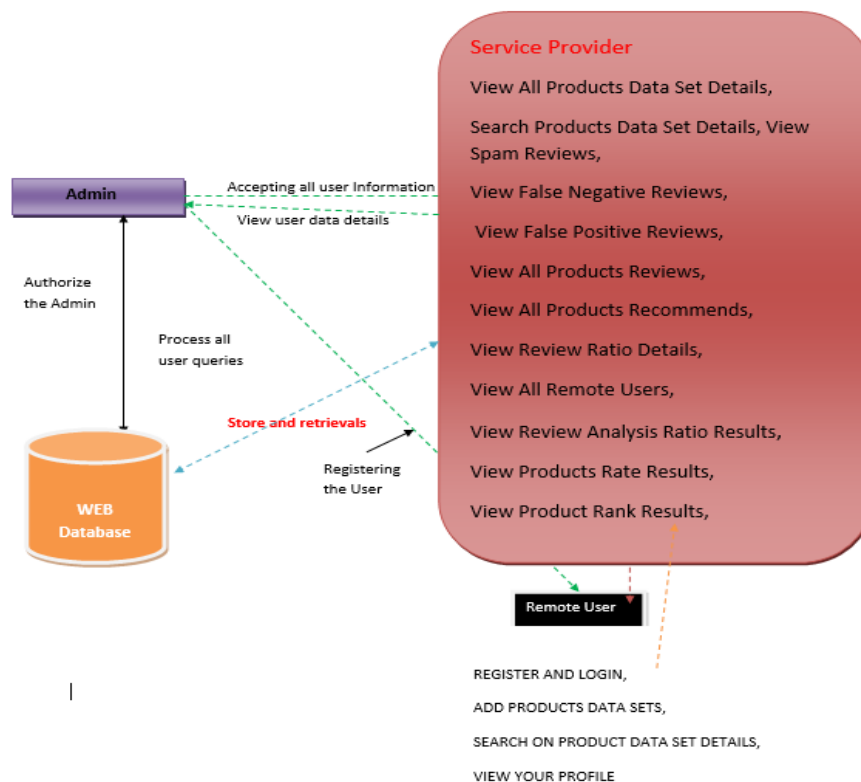 Service Provider
View All Products Data Set Details,
Search Products Data Set Details, View
Spam Reviews,
View False Negative Reviews,
View False Positive Reviews,
View All Products Reviews,
View All Products Recommends,
View Review Ratio Details,
View All Remote Users,
View Review Analysis Ratio Results,
View Products Rate Results,
View Product Rank Results,
Admin
Accepting all user Information
View user data details
Authorize
the Admin
Process all
user queries
Store and retrievals
Registering
the User
WEB
Database
Remote User
REGISTER AND LOGIN,
ADD PRODUCTS DATA SETS,
SEARCH ON PRODUCT DATA SET DETAILS,
VIEW YOUR PROFILE